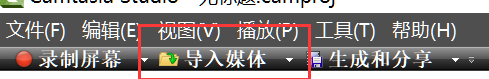 Camtasia Studio - 无标题.camproj
文件(F) 编辑(E) 视图(V) 播放(P) 工具(T) 帮助(H)
录制屏幕 导入媒体 生成和分享